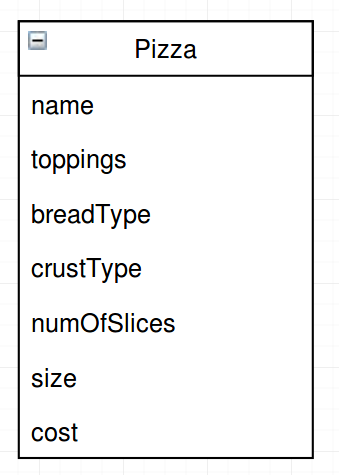 Pizza
name
toppings
breadType
crustType
numOfSlices
size
cost